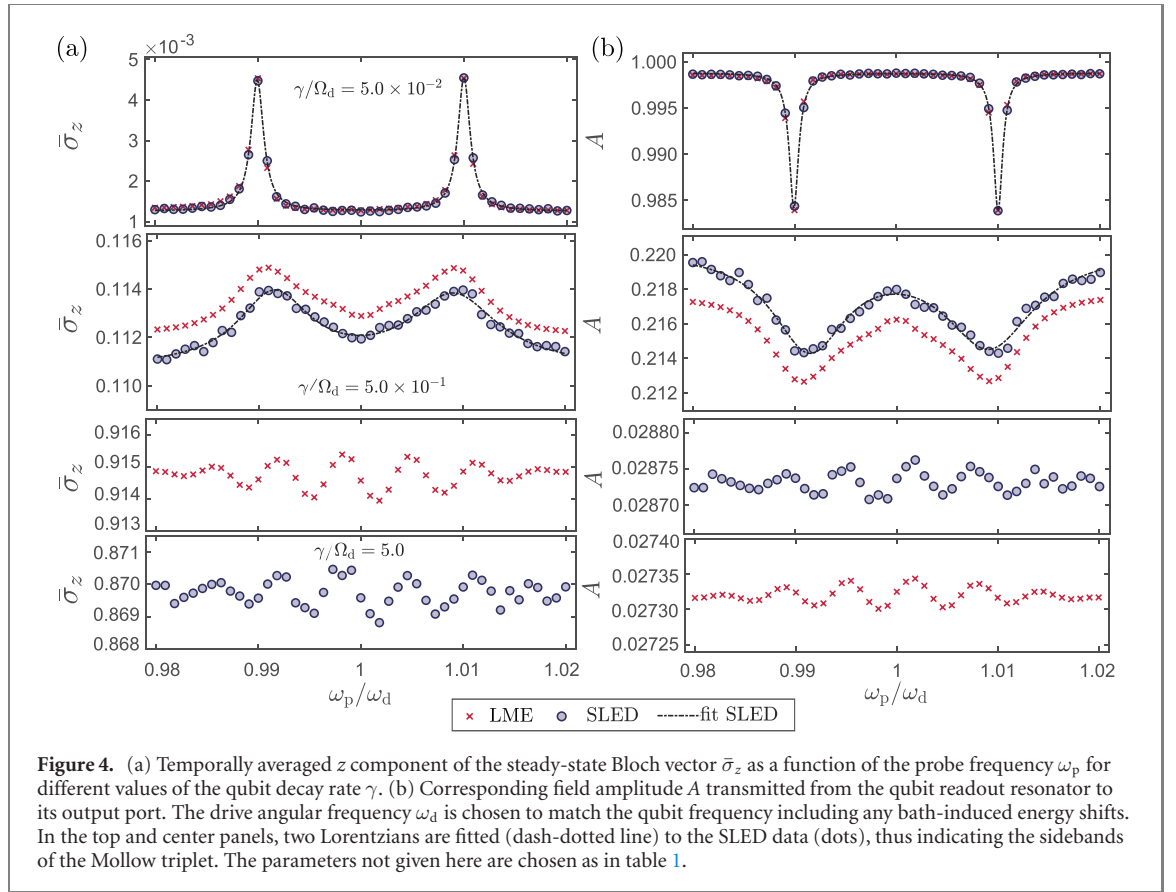 (a)
×10⁻³
5
4
3
2
1
σ̄z
γ/Ωd = 5.0 × 10⁻²
0.116
0.114
0.112
0.110
σ̄z
γ/Ωd = 5.0 × 10⁻¹
0.916
0.915
0.914
0.913
σ̄z
0.871
0.870
0.869
0.868
σ̄z
γ/Ωd = 5.0
0.98 0.99 1 1.01 1.02
ωp/ωd
(b)
1.000
0.995
0.990
0.985
A
0.220
0.218
0.216
0.214
0.212
A
0.02880
0.02875
0.02870
A
0.02740
0.02735
0.02730
0.02725
A
0.98 0.99 1 1.01 1.02
ωp/ωd
LME SLED fit SLED
Figure 4. (a) Temporally averaged z component of the steady-state Bloch vector σ̄z as a function of the probe frequency ωp for
different values of the qubit decay rate γ. (b) Corresponding field amplitude A transmitted from the qubit readout resonator to
its output port. The drive angular frequency ωd is chosen to match the qubit frequency including any bath-induced energy shifts.
In the top and center panels, two Lorentzians are fitted (dash-dotted line) to the SLED data (dots), thus indicating the sidebands
of the Mollow triplet. The parameters not given here are chosen as in table 1.